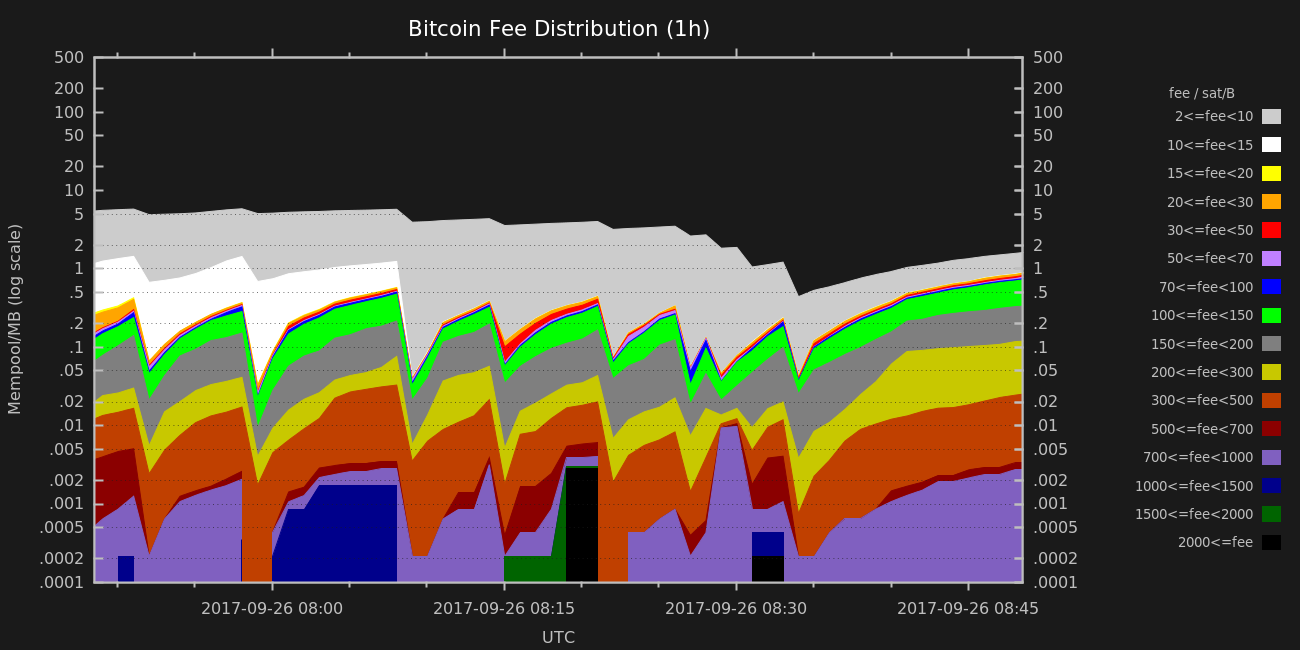 Bitcoin Fee Distribution (1h)
Mempool/MB (log scale)
500
200
100
50
20
10
5
2
1
.5
.2
.1
.05
.02
.01
.005
.002
.001
.0005
.0002
.0001
500
200
100
50
20
10
5
2
1
.5
.2
.1
.05
.02
.01
.005
.002
.001
.0005
.0002
.0001
fee / sat/B
2<=fee<10
10<=fee<15
15<=fee<20
20<=fee<30
30<=fee<50
50<=fee<70
70<=fee<100
100<=fee<150
150<=fee<200
200<=fee<300
300<=fee<500
500<=fee<700
700<=fee<1000
1000<=fee<1500
1500<=fee<2000
2000<=fee
2017-09-26 08:00 2017-09-26 08:15 2017-09-26 08:30 2017-09-26 08:45
UTC